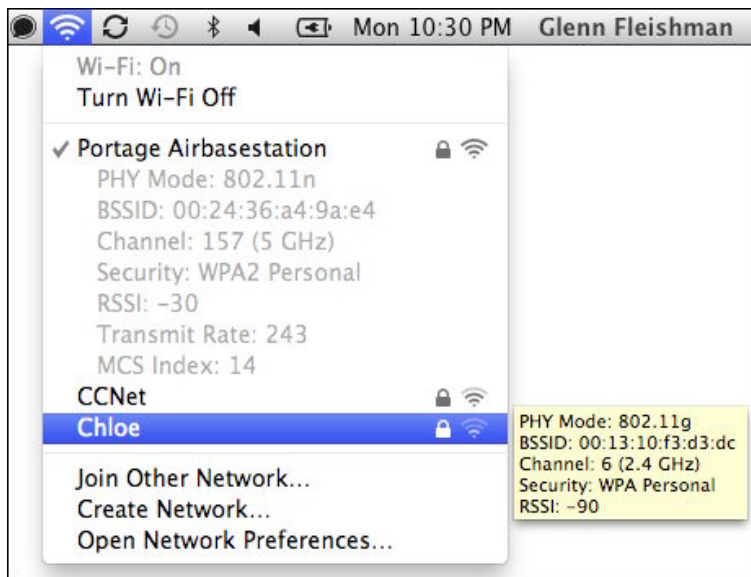 Mon 10:30 PM Glenn Fleishman
Wi-Fi: On
Turn Wi-Fi Off
Portage Airbasestation
PHY Mode: 802.11n
BSSID: 00:24:36:a4:9a:e4
Channel: 157 (5 GHz)
Security: WPA2 Personal
RSSI: -30
Transmit Rate: 243
MCS Index: 14
CCNet
Chloe
PHY Mode: 802.11g
BSSID: 00:13:10:f3:d3:dc
Channel: 6 (2.4 GHz)
Security: WPA Personal
RSSI: -90
Join Other Network...
Create Network...
Open Network Preferences...